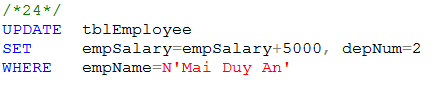 /*24*/
UPDATE tblEmployee
SET empSalary=empSalary+5000, depNum=2
WHERE empName=N'Mai Duy An'